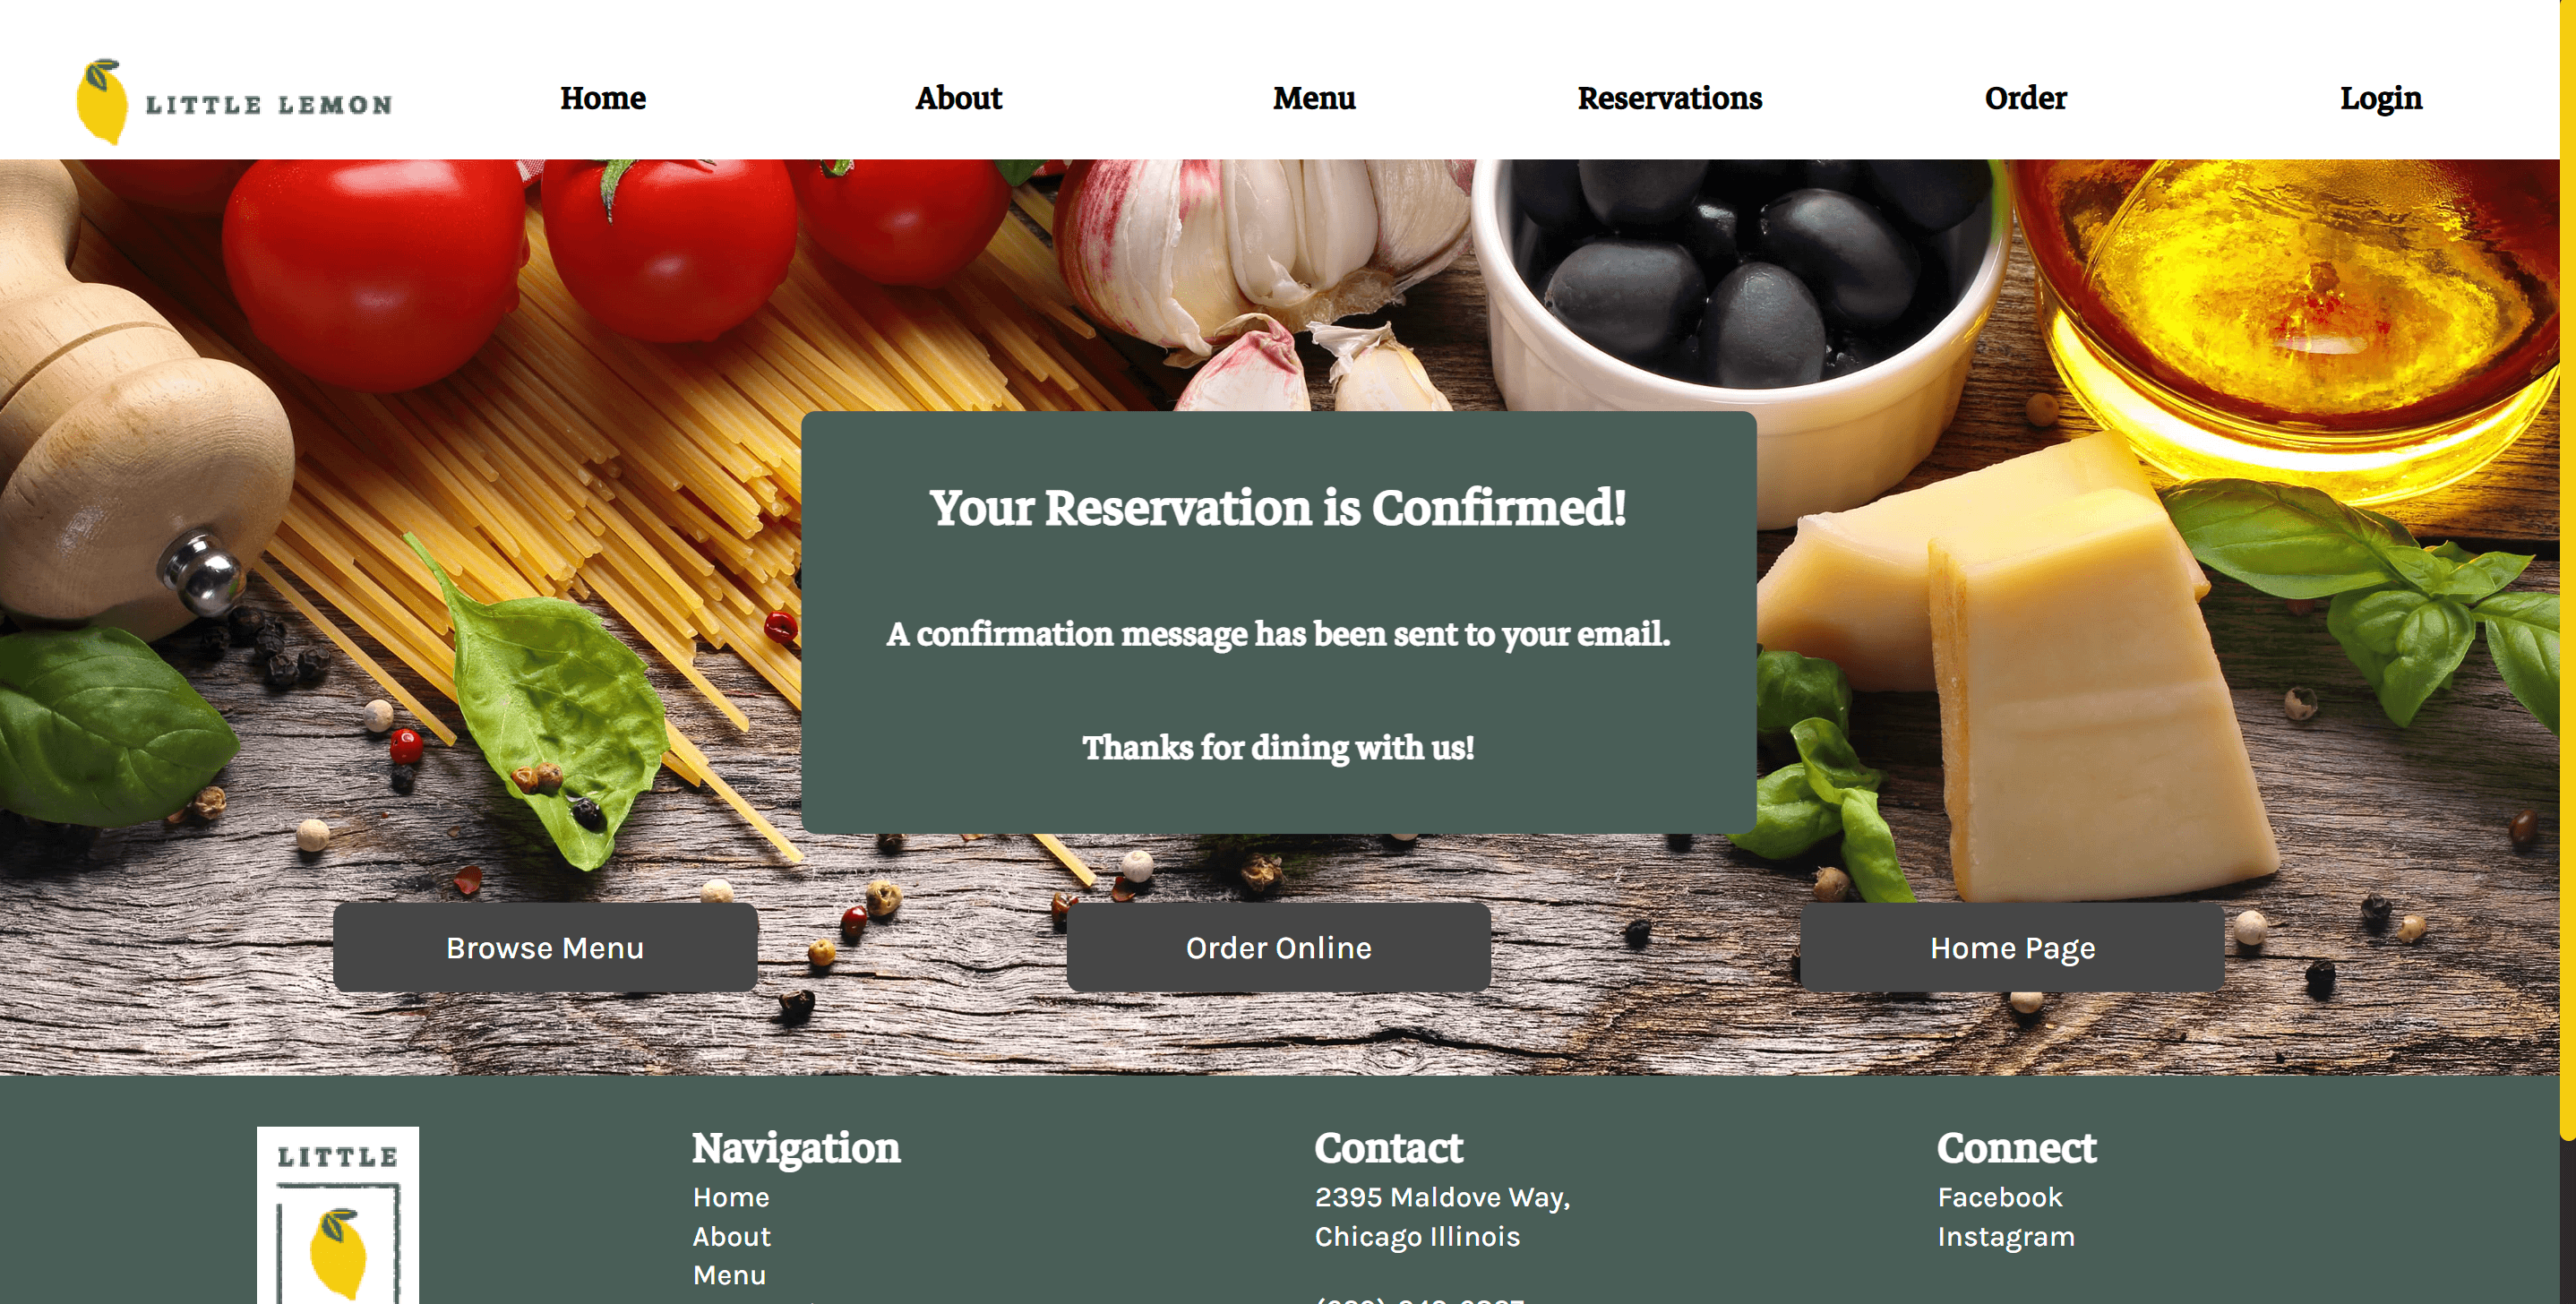 LITTLE LEMON
Home
About
Menu
Reservations
Order
Login
Your Reservation is Confirmed!
A confirmation message has been sent to your email.
Thanks for dining with us!
Browse Menu
Order Online
Home Page
LITTLE
Navigation
Home
About
Menu
Contact
2395 Maldove Way,
Chicago Illinois
Connect
Facebook
Instagram